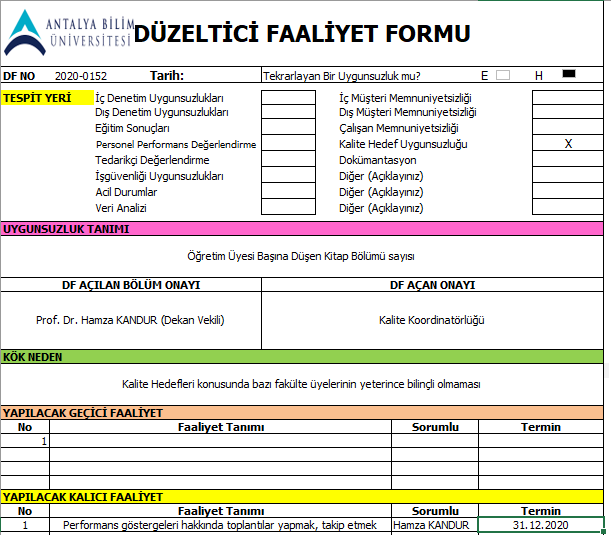 ANTALYA BİLİM
ÜNİVERSİTESİ
DÜZELTİCİ FAALİYET FORMU
DF NO 2020-0152 Tarih: Tekrarlayan Bir Uygunsuzluk mu? E H
TESPİT YERİ İç Denetim Uygunsuzlukları İç Müşteri Memnuniyetsizliği
Dış Denetim Uygunsuzlukları Dış Müşteri Memnuniyetsizliği
Eğitim Sonuçları Çalışan Memnuniyetsizliği
Personel Performans Değerlendirme Kalite Hedef Uygunsuzluğu X
Tedarikçi Değerlendirme Dokümantasyon
İşgüvenliği Uygunsuzlukları Diğer (Açıklayınız)
Acil Durumlar Diğer (Açıklayınız)
Veri Analizi Diğer (Açıklayınız)
UYGUNSUZLUK TANIMI
Öğretim Üyesi Başına Düşen Kitap Bölümü sayısı
DF AÇILAN BÖLÜM ONAYI DF AÇAN ONAYI
Prof. Dr. Hamza KANDUR (Dekan Vekili) Kalite Koordinatörlüğü
KÖK NEDEN
Kalite Hedefleri konusunda bazı fakülte üyelerinin yeterince bilinçli olmaması
YAPILACAK GEÇİCİ FAALİYET
No Faaliyet Tanımı Sorumlu Termin
1
YAPILACAK KALICI FAALİYET
No Faaliyet Tanımı Sorumlu Termin
1 Performans göstergeleri hakkında toplantılar yapmak, takip etmek Hamza KANDUR 31.12.2020